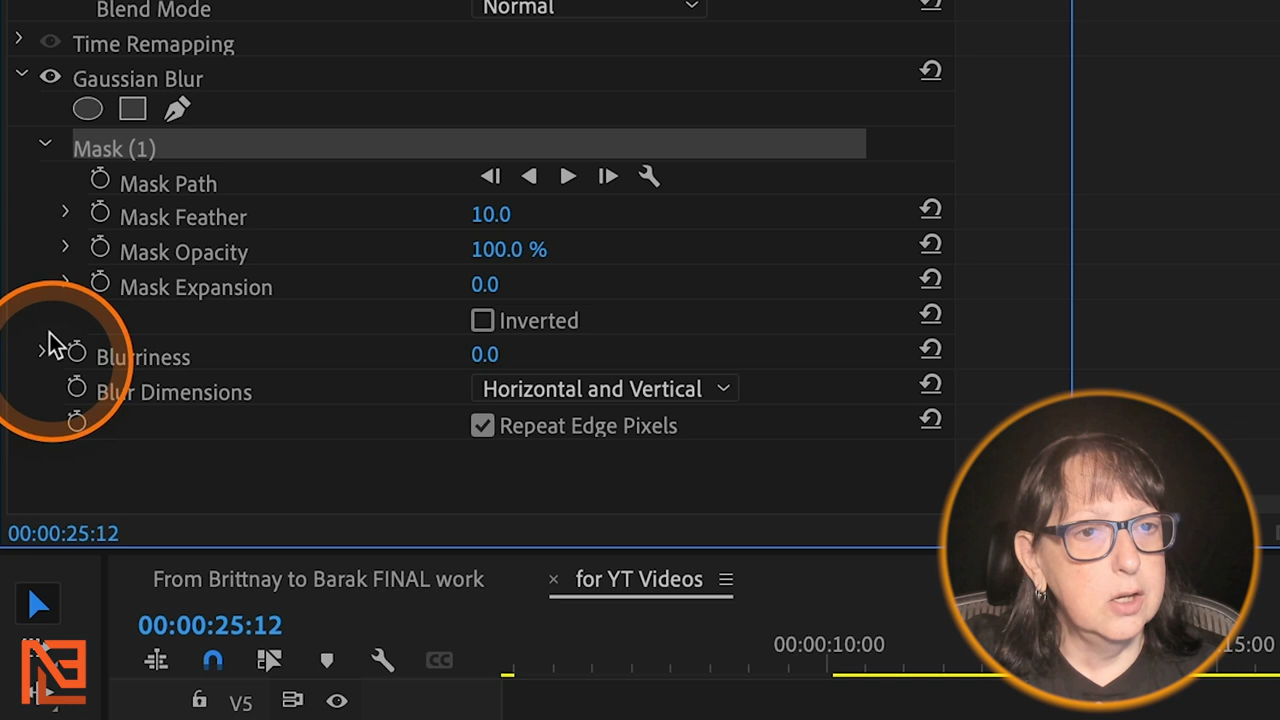 Blend Mode Normal
Time Remapping
Gaussian Blur
Mask (1)
Mask Path
Mask Feather 10.0
Mask Opacity 100.0 %
Mask Expansion 0.0
Inverted
Blurriness 0.0
Blur Dimensions Horizontal and Vertical
Repeat Edge Pixels
00:00:25:12
From Brittnay to Barak FINAL work × for YT Videos
00:00:25:12
00:00:10:00
15:00
CC
V5